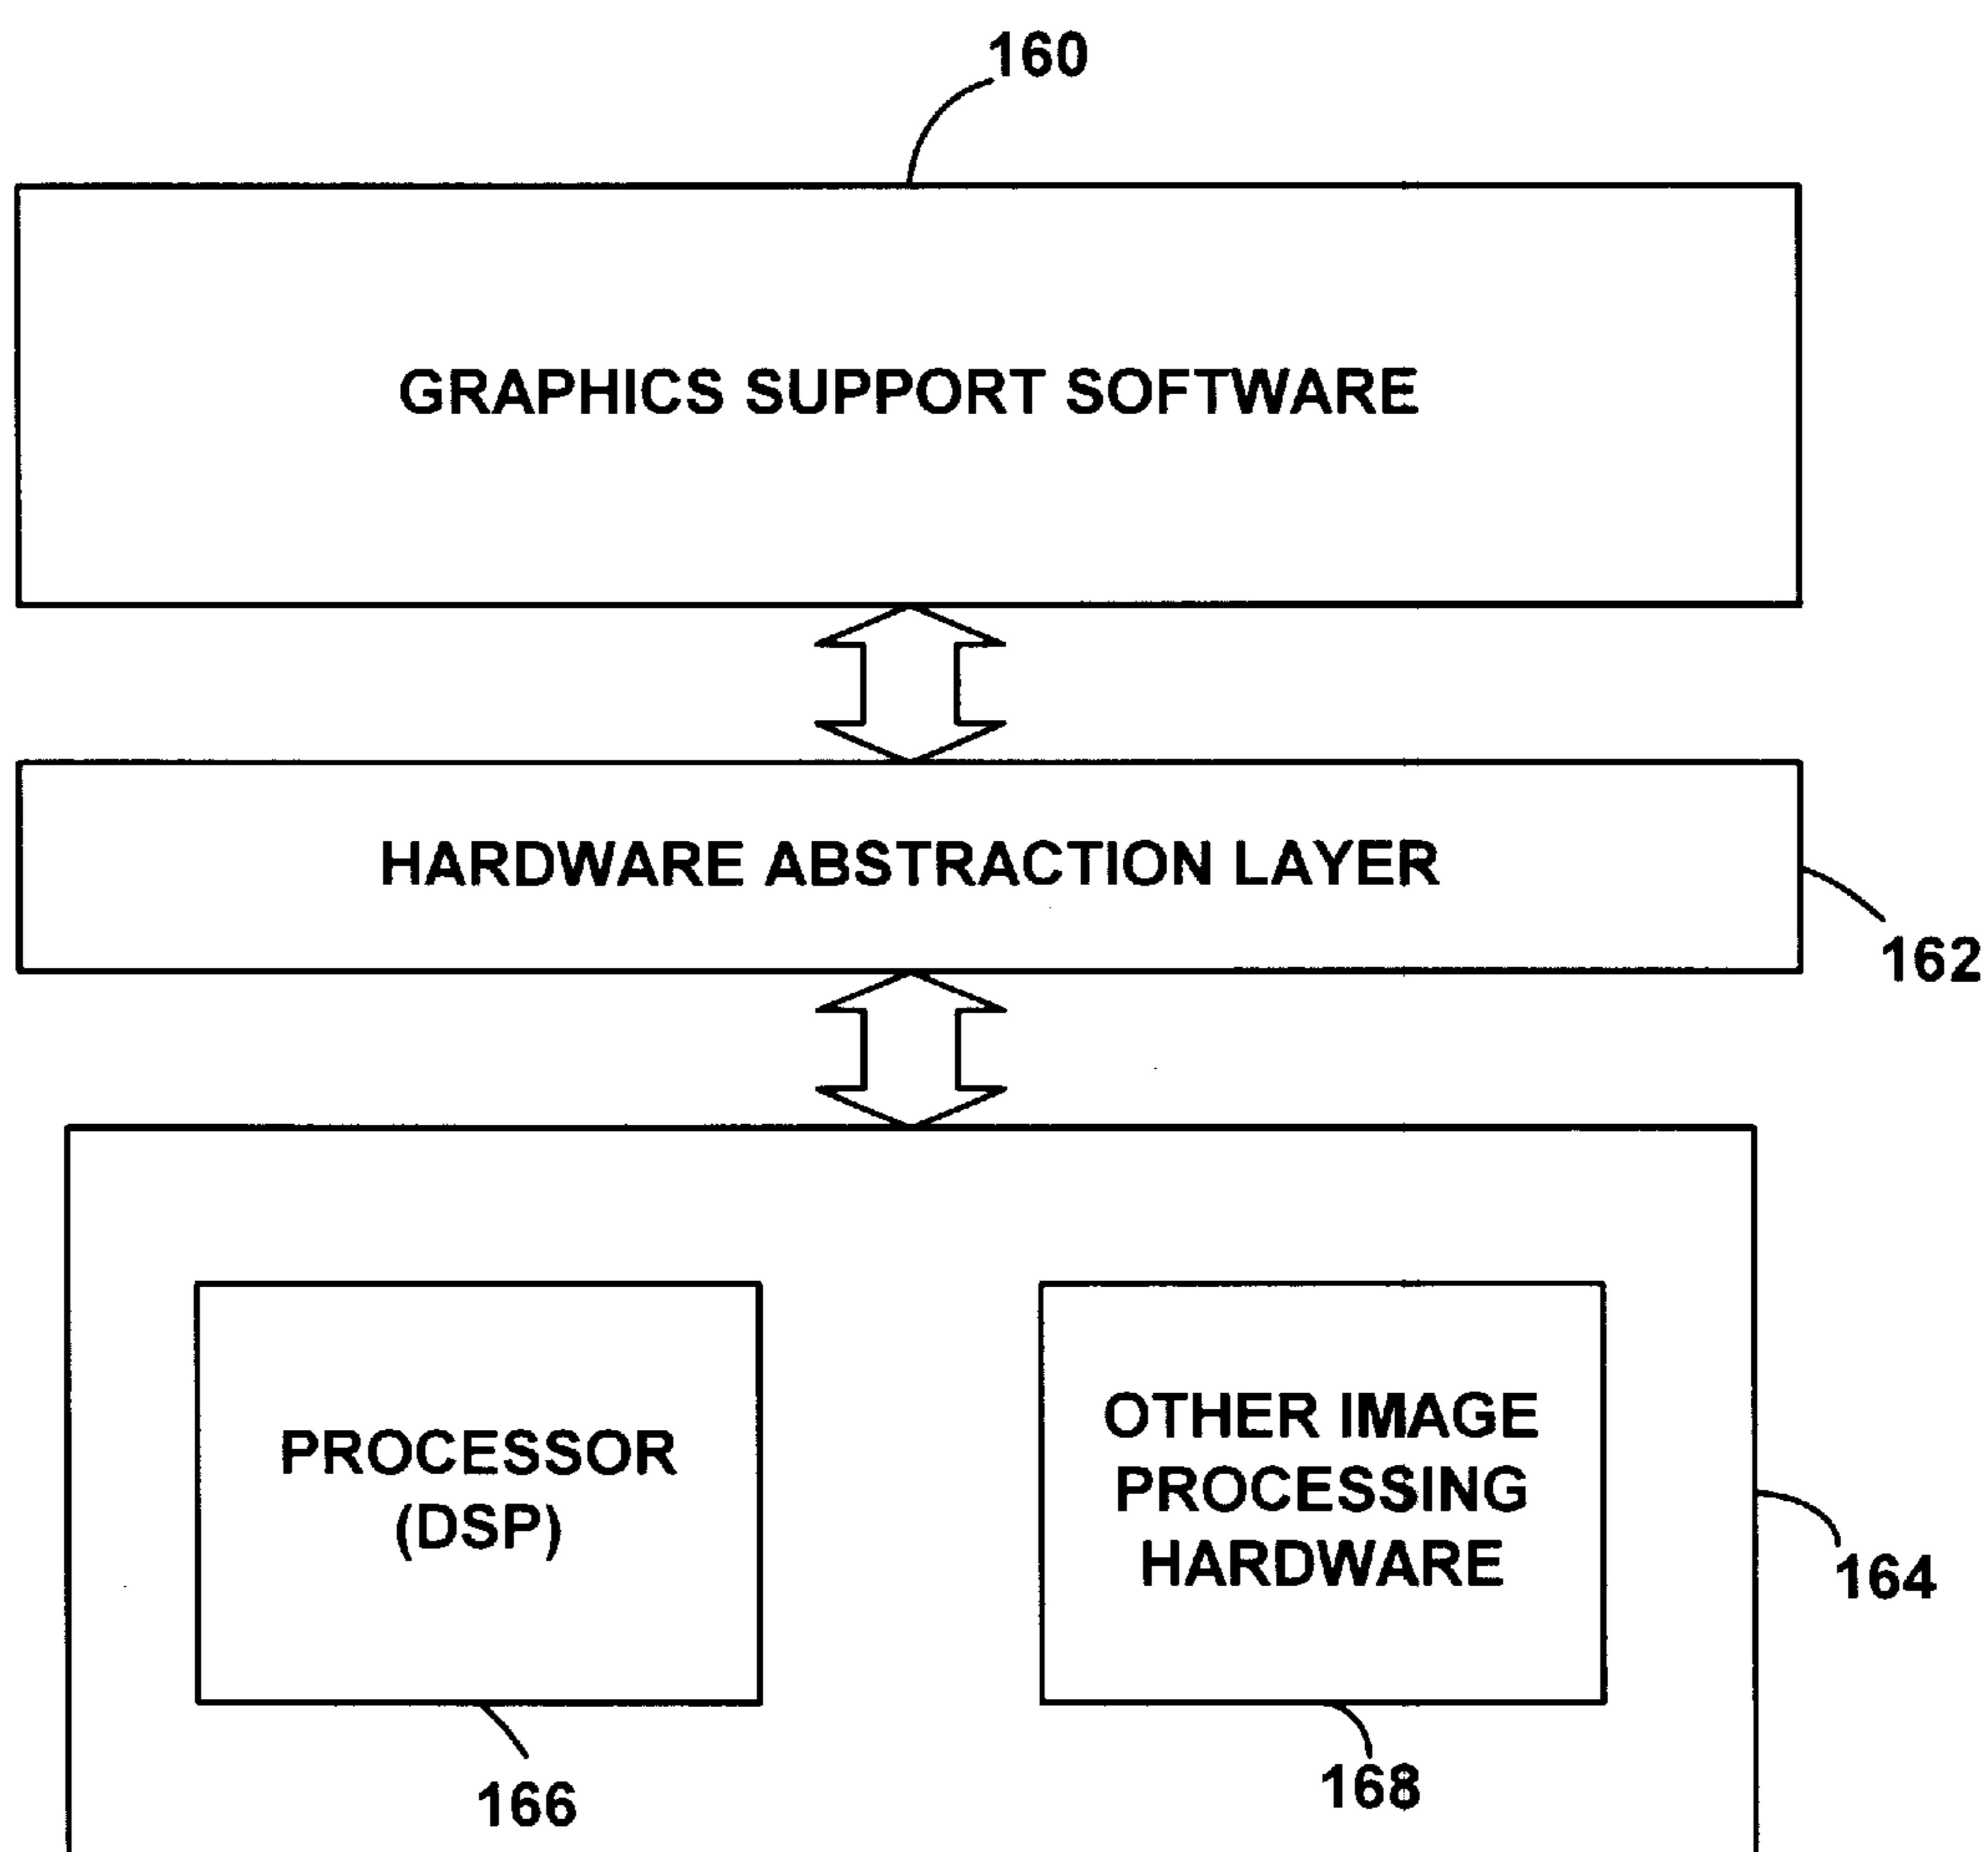 160
GRAPHICS SUPPORT SOFTWARE
HARDWARE ABSTRACTION LAYER
162
PROCESSOR
(DSP)
OTHER IMAGE
PROCESSING
HARDWARE
164
166
168